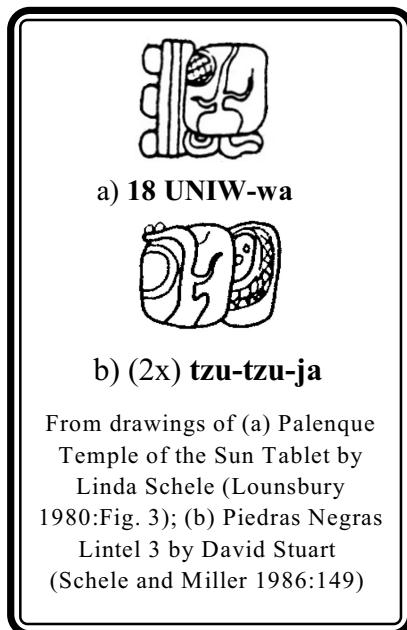 a) 18 UNIW-wa
b) (2x) tzu-tzu-ja
From drawings of (a) Palenque
Temple of the Sun Tablet by
Linda Schele (Lounsbury
1980:Fig. 3); (b) Piedras Negras
Lintel 3 by David Stuart
(Schele and Miller 1986:149)